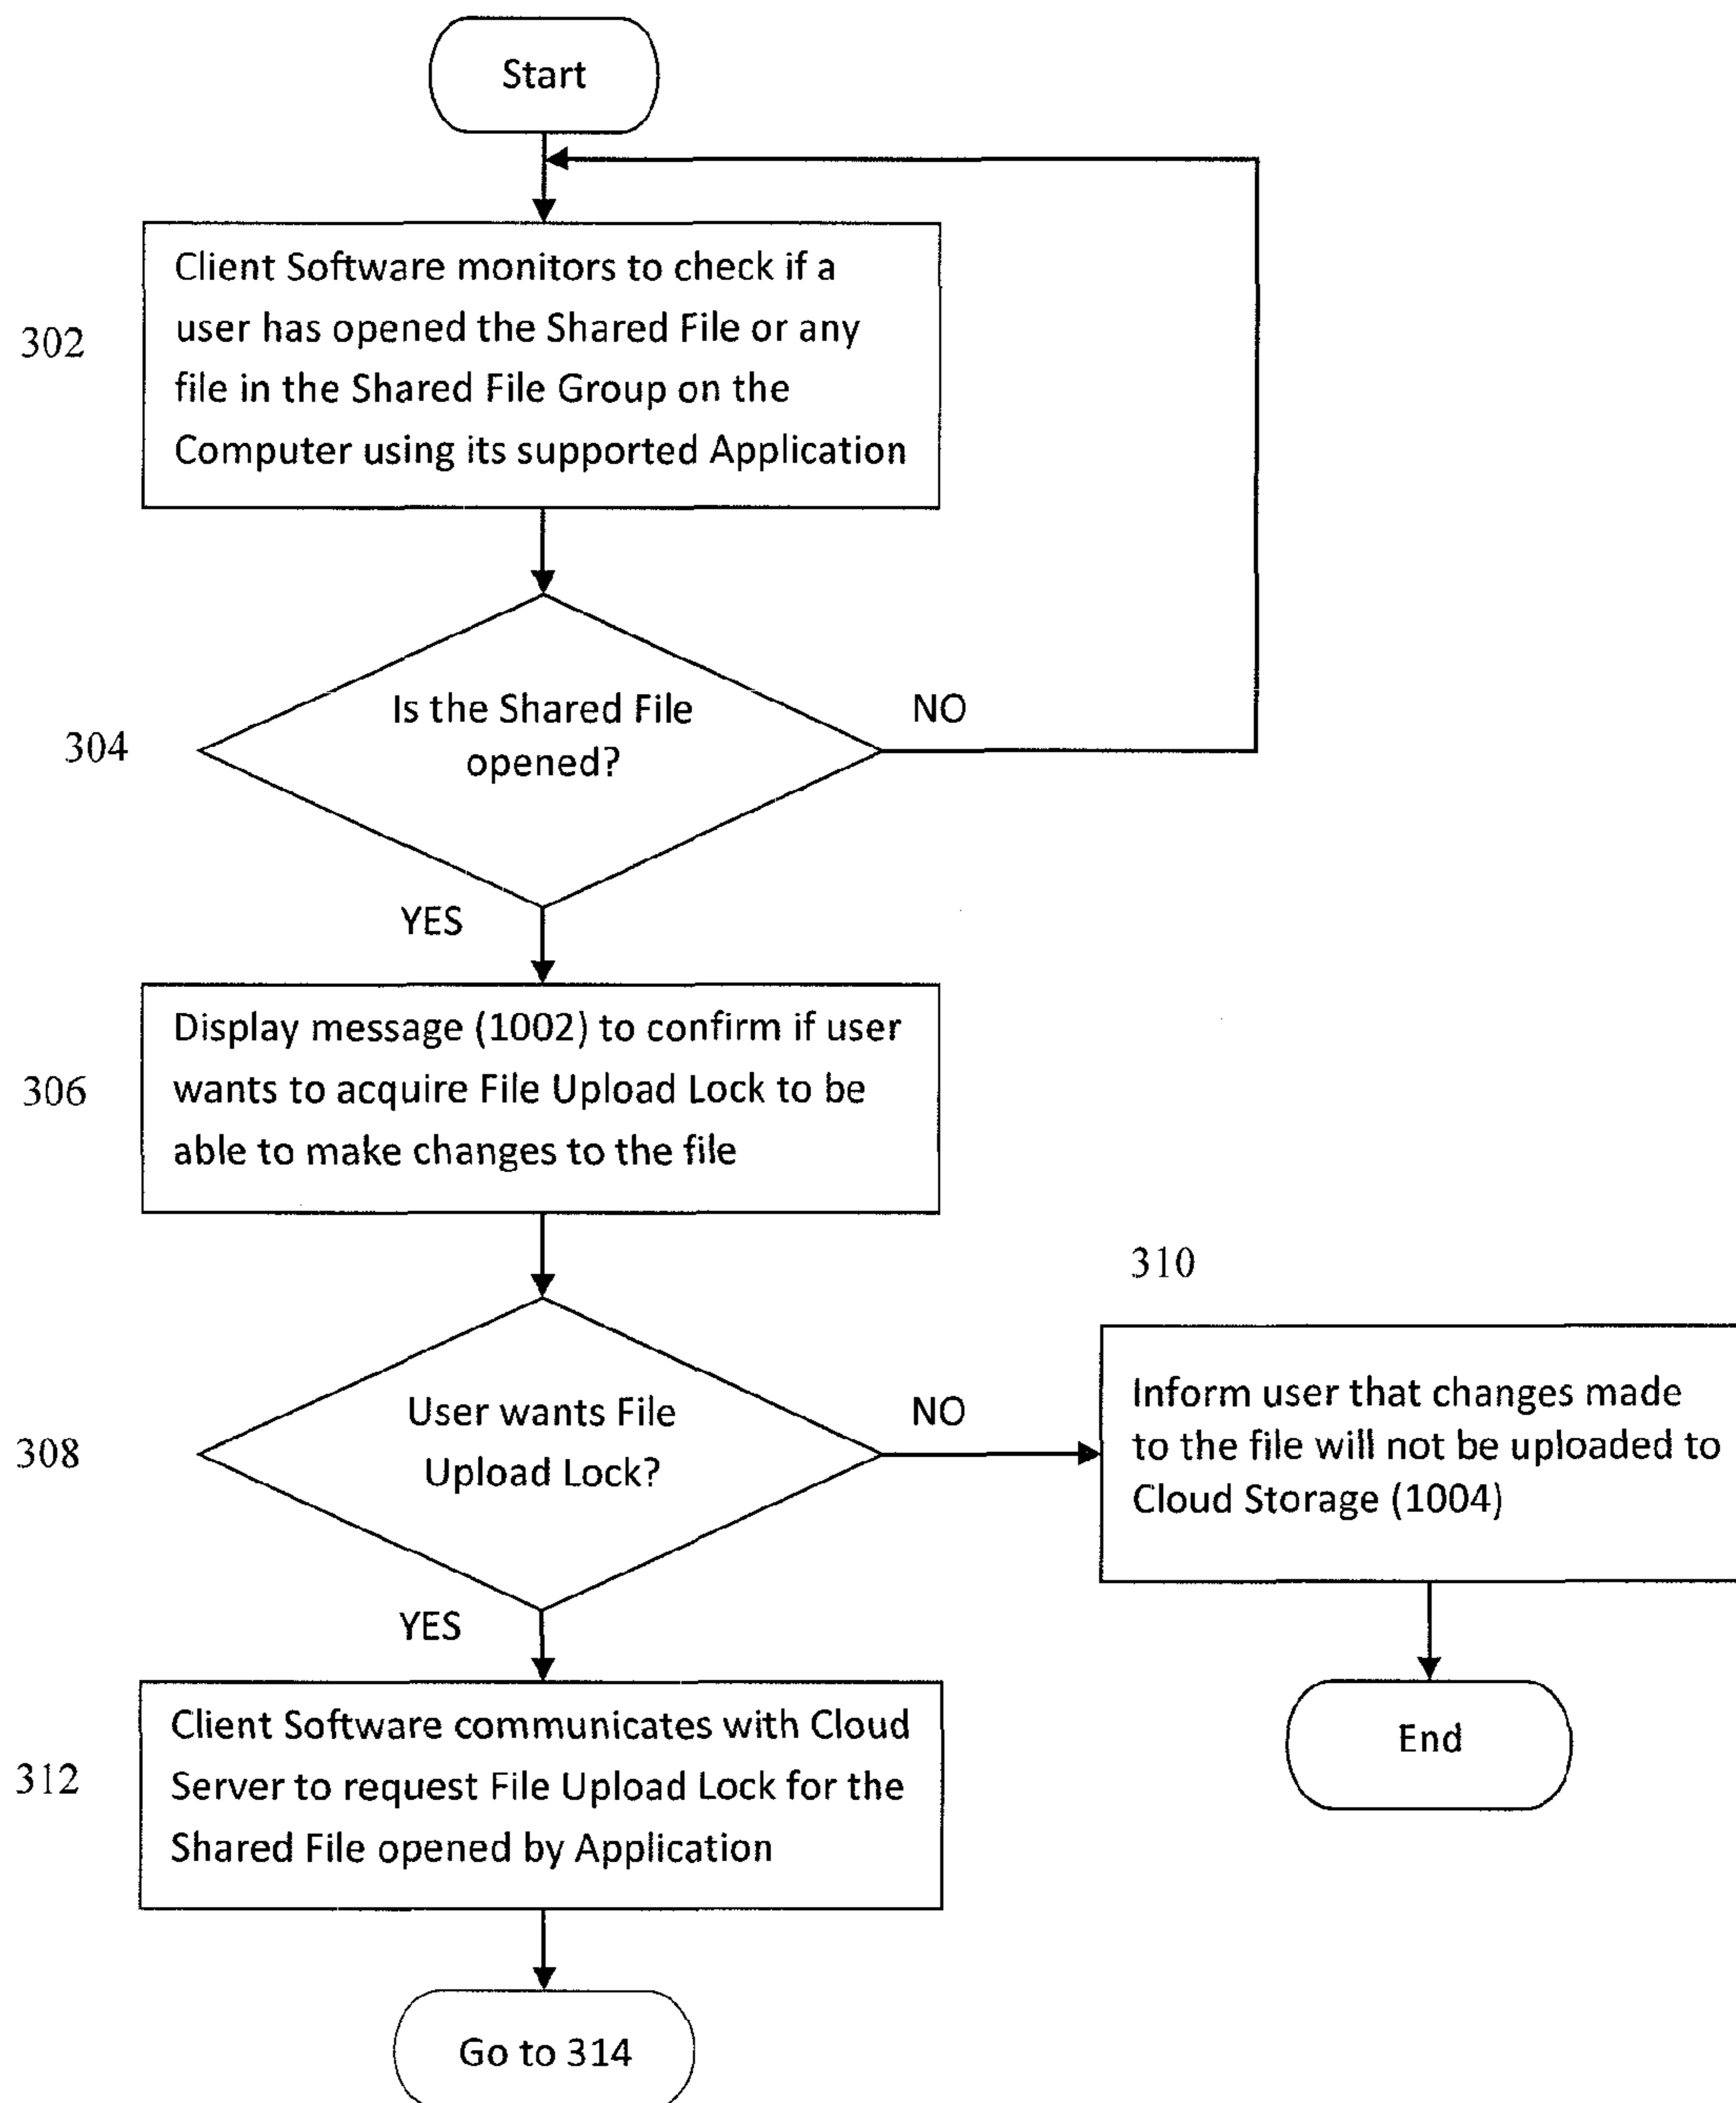 Start
302
Client Software monitors to check if a
user has opened the Shared File or any
file in the Shared File Group on the
Computer using its supported Application
304
Is the Shared File
opened?
NO
YES
306
Display message (1002) to confirm if user
wants to acquire File Upload Lock to be
able to make changes to the file
308
User wants File
Upload Lock?
NO
310
Inform user that changes made
to the file will not be uploaded to
Cloud Storage (1004)
End
YES
312
Client Software communicates with Cloud
Server to request File Upload Lock for the
Shared File opened by Application
Go to 314